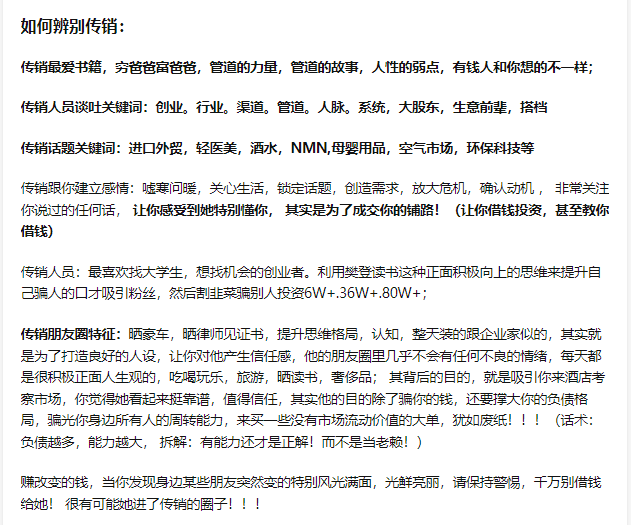 如何辨别传销：
传销最爱书籍，穷爸爸富爸爸，管道的力量，管道的故事，人性的弱点，有钱人和你想的不一样；
传销人员谈吐关键词：创业。行业。渠道。管道。人脉。系统，大股东，生意前辈，搭档
传销话题关键词：进口外贸，轻医美，酒水，NMN,母婴用品，空气市场，环保科技等
传销跟你建立感情：嘘寒问暖，关心生活，锁定话题，创造需求，放大危机，确认动机 ， 非常关注
你说过的任何话， 让你感受到她特别懂你， 其实是为了成交你的铺路！（让你借钱投资，甚至教你
借钱）
传销人员：最喜欢找大学生，想找机会的创业者。利用樊登读书这种正面积极向上的思维来提升自
己骗人的口才吸引粉丝，然后割韭菜骗别人投资6W+.36W+.80W+；
传销朋友圈特征：晒豪车，晒律师见证书，提升思维格局，认知，整天装的跟企业家似的，其实就
是为了打造良好的人设，让你对他产生信任感，他的朋友圈里几乎不会有任何不良的情绪，每天都
是很积极正面人生观的，吃喝玩乐，旅游，晒读书，奢侈品； 其背后的目的，就是吸引你来酒店考
察市场，你觉得她看起来挺靠谱，值得信任，其实他的目的除了骗你的钱，还要撑大你的负债格
局，骗光你身边所有人的周转能力，来买一些没有市场流动价值的大单，犹如废纸！！！（话术：
负债越多，能力越大， 拆解：有能力还才是正解！而不是当老赖！）
赚改变的钱，当你发现身边某些朋友突然变的特别风光满面，光鲜亮丽，请保持警惕，千万别借钱
给她！ 很有可能她进了传销的圈子！！！